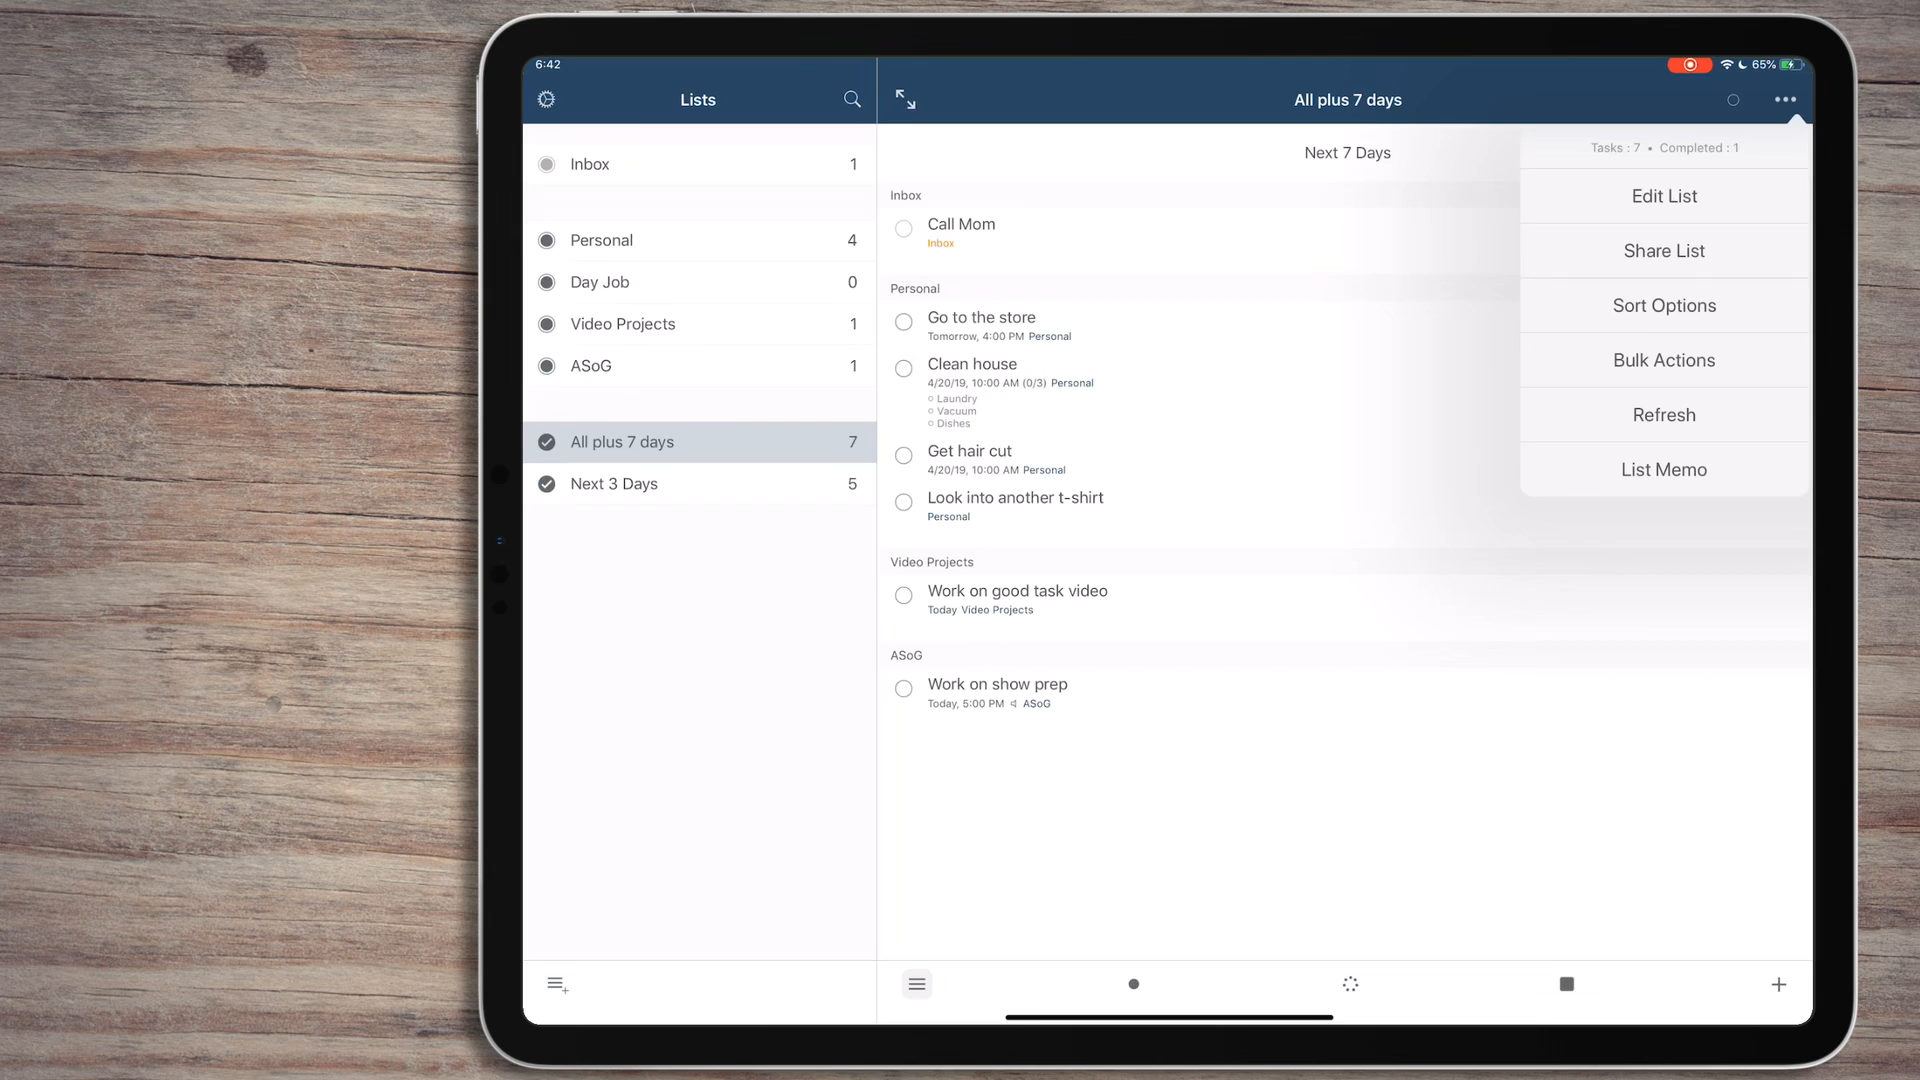 6:42
65%
Lists
All plus 7 days
Inbox 1
Personal 4
Day Job 0
Video Projects 1
ASoG 1
All plus 7 days 7
Next 3 Days 5
Next 7 Days
Inbox
Call Mom
Inbox
Personal
Go to the store
Tomorrow, 4:00 PM Personal
Clean house
4/20/19, 10:00 AM (0/3) Personal
Laundry
Vacuum
Dishes
Get hair cut
4/20/19, 10:00 AM Personal
Look into another t-shirt
Personal
Video Projects
Work on good task video
Today Video Projects
ASoG
Work on show prep
Today, 5:00 PM ASoG
Tasks : 7 • Completed : 1
Edit List
Share List
Sort Options
Bulk Actions
Refresh
List Memo